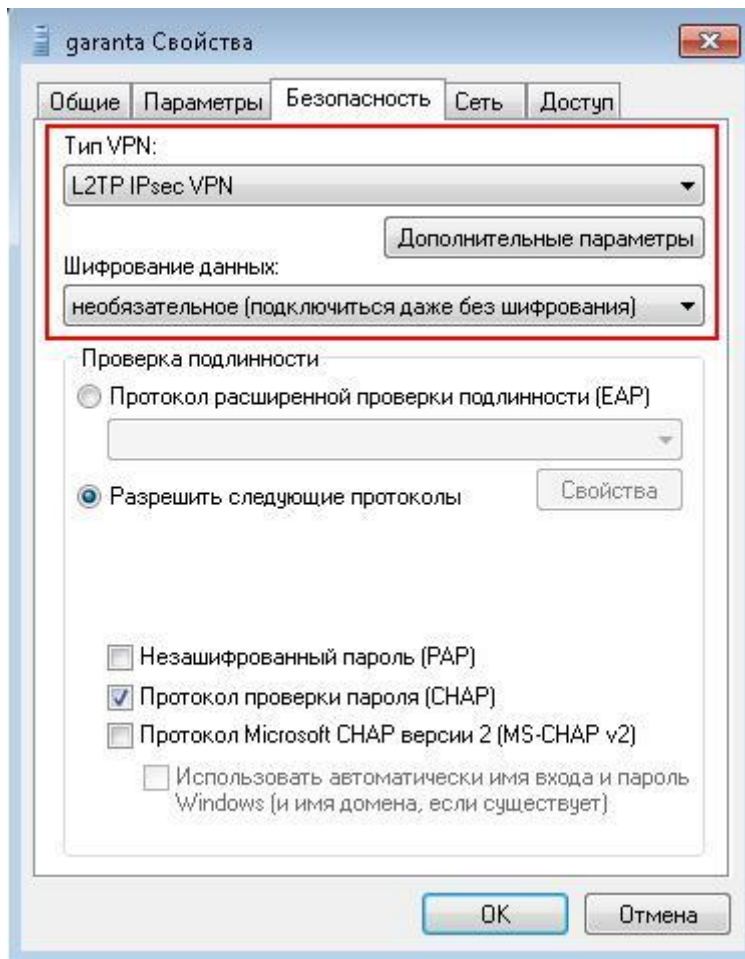 garanta Свойства
Общие Параметры Безопасность Сеть Доступ
Тип VPN:
L2TP IPsec VPN
Дополнительные параметры
Шифрование данных:
необязательное (подключиться даже без шифрования)
Проверка подлинности
Протокол расширенной проверки подлинности (EAP)
Разрешить следующие протоколы
Свойства
Незашифрованный пароль (PAP)
Протокол проверки пароля (CHAP)
Протокол Microsoft CHAP версии 2 (MS-CHAP v2)
Использовать автоматически имя входа и пароль
Windows (и имя домена, если существует)
OK Отмена